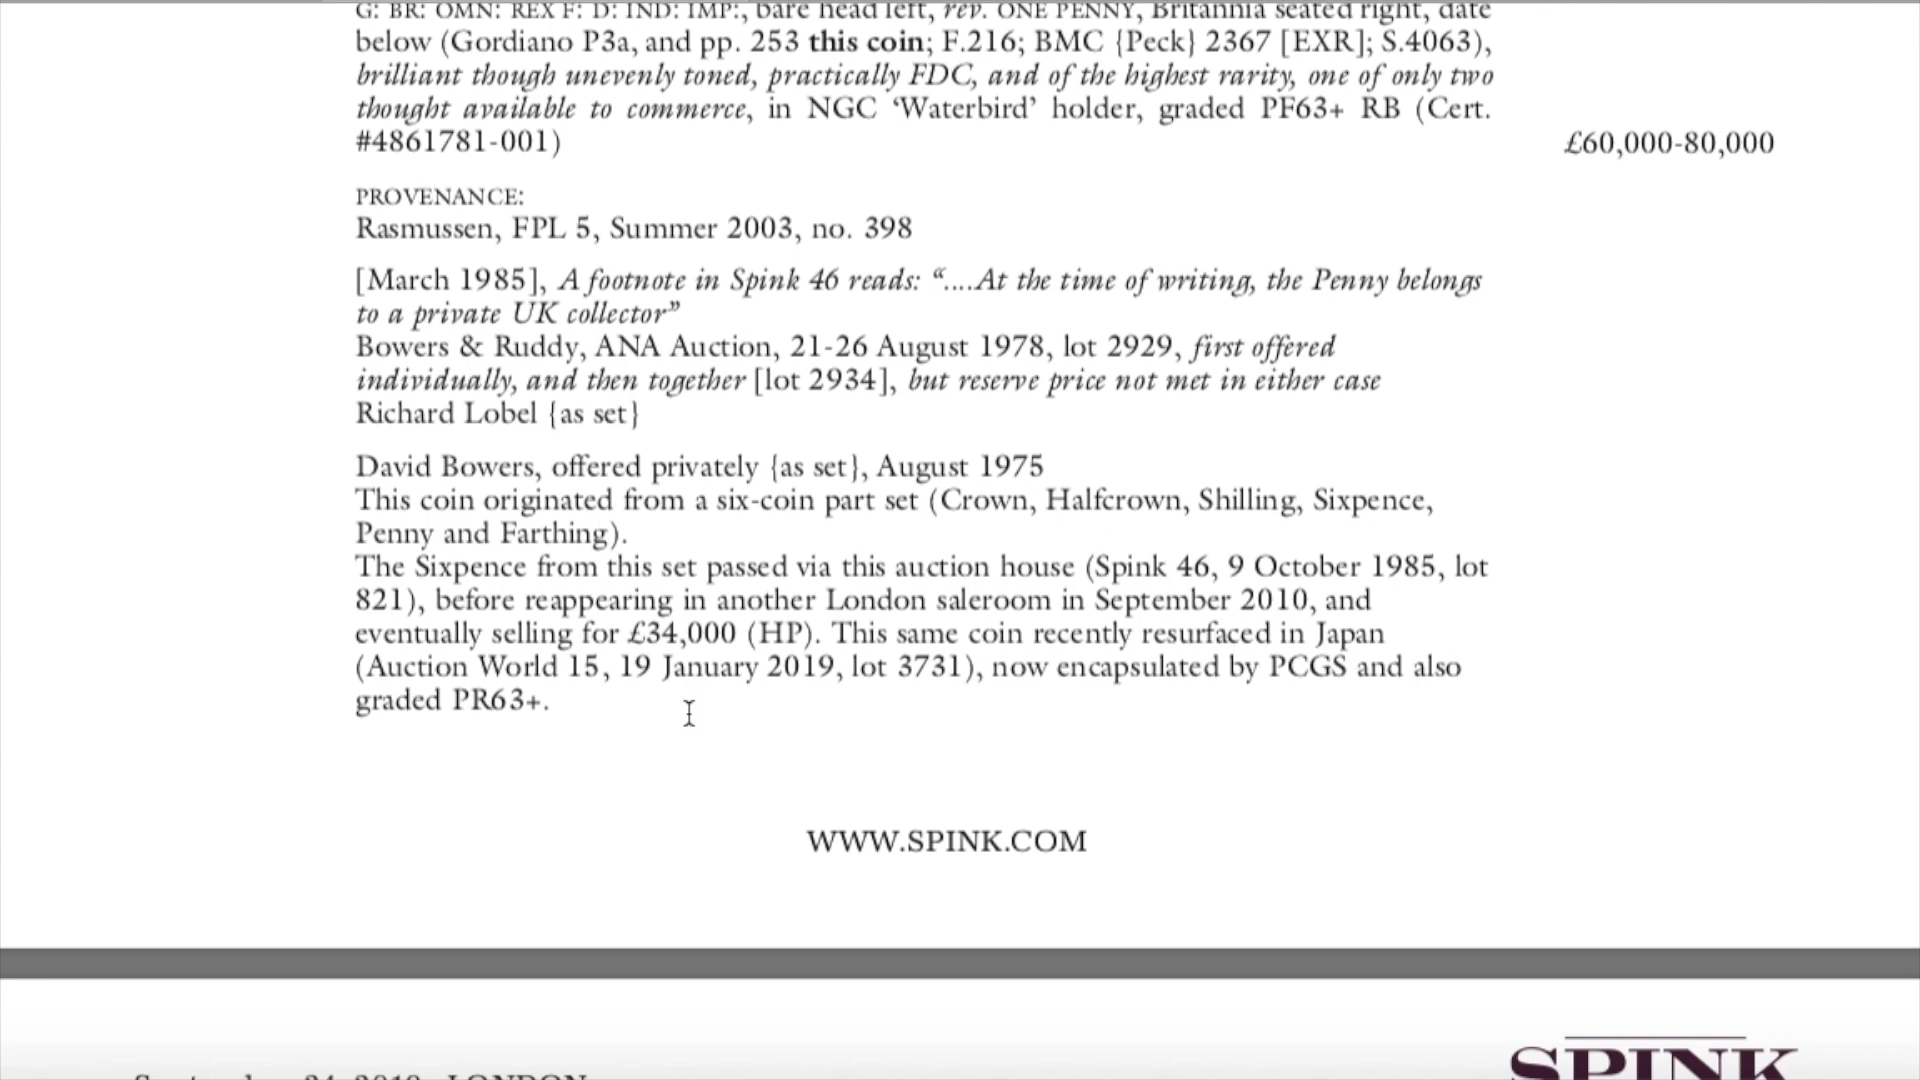 G: BR: OMN: REX F: D: IND: IMP:, bare head left, rev. ONE PENNY, Britannia seated right, date
below (Gordiano P3a, and pp. 253 this coin; F.216; BMC {Peck} 2367 [EXR]; S.4063),
brilliant though unevenly toned, practically FDC, and of the highest rarity, one of only two
thought available to commerce, in NGC ‘Waterbird’ holder, graded PF63+ RB (Cert.
#4861781-001)
£60,000-80,000
PROVENANCE:
Rasmussen, FPL 5, Summer 2003, no. 398
[March 1985], A footnote in Spink 46 reads: “....At the time of writing, the Penny belongs
to a private UK collector”
Bowers & Ruddy, ANA Auction, 21-26 August 1978, lot 2929, first offered
individually, and then together [lot 2934], but reserve price not met in either case
Richard Lobel {as set}
David Bowers, offered privately {as set}, August 1975
This coin originated from a six-coin part set (Crown, Halfcrown, Shilling, Sixpence,
Penny and Farthing).
The Sixpence from this set passed via this auction house (Spink 46, 9 October 1985, lot
821), before reappearing in another London saleroom in September 2010, and
eventually selling for £34,000 (HP). This same coin recently resurfaced in Japan
(Auction World 15, 19 January 2019, lot 3731), now encapsulated by PCGS and also
graded PR63+.
WWW.SPINK.COM
SPINK
September 24, 2019 LONDON